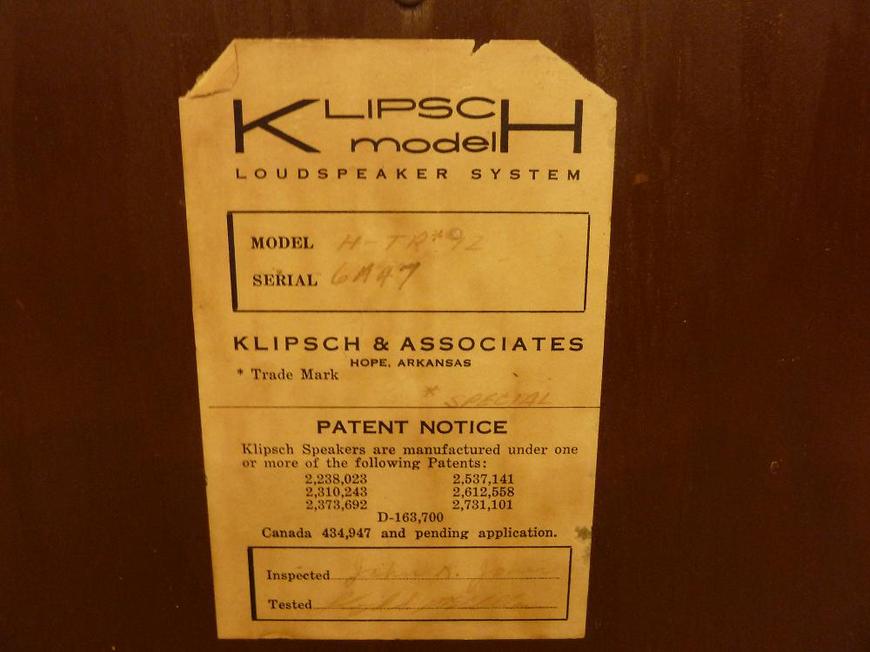 KLIPSCH
model
LOUDSPEAKER SYSTEM
MODEL H-TR*92
SERIAL 6A47
KLIPSCH & ASSOCIATES
HOPE, ARKANSAS
* Trade Mark
* SPECIAL
PATENT NOTICE
Klipsch Speakers are manufactured under one
or more of the following Patents:
2,238,023 2,537,141
2,310,243 2,612,558
2,373,692 2,731,101
D-163,700
Canada 434,947 and pending application.
Inspected John K.
Tested